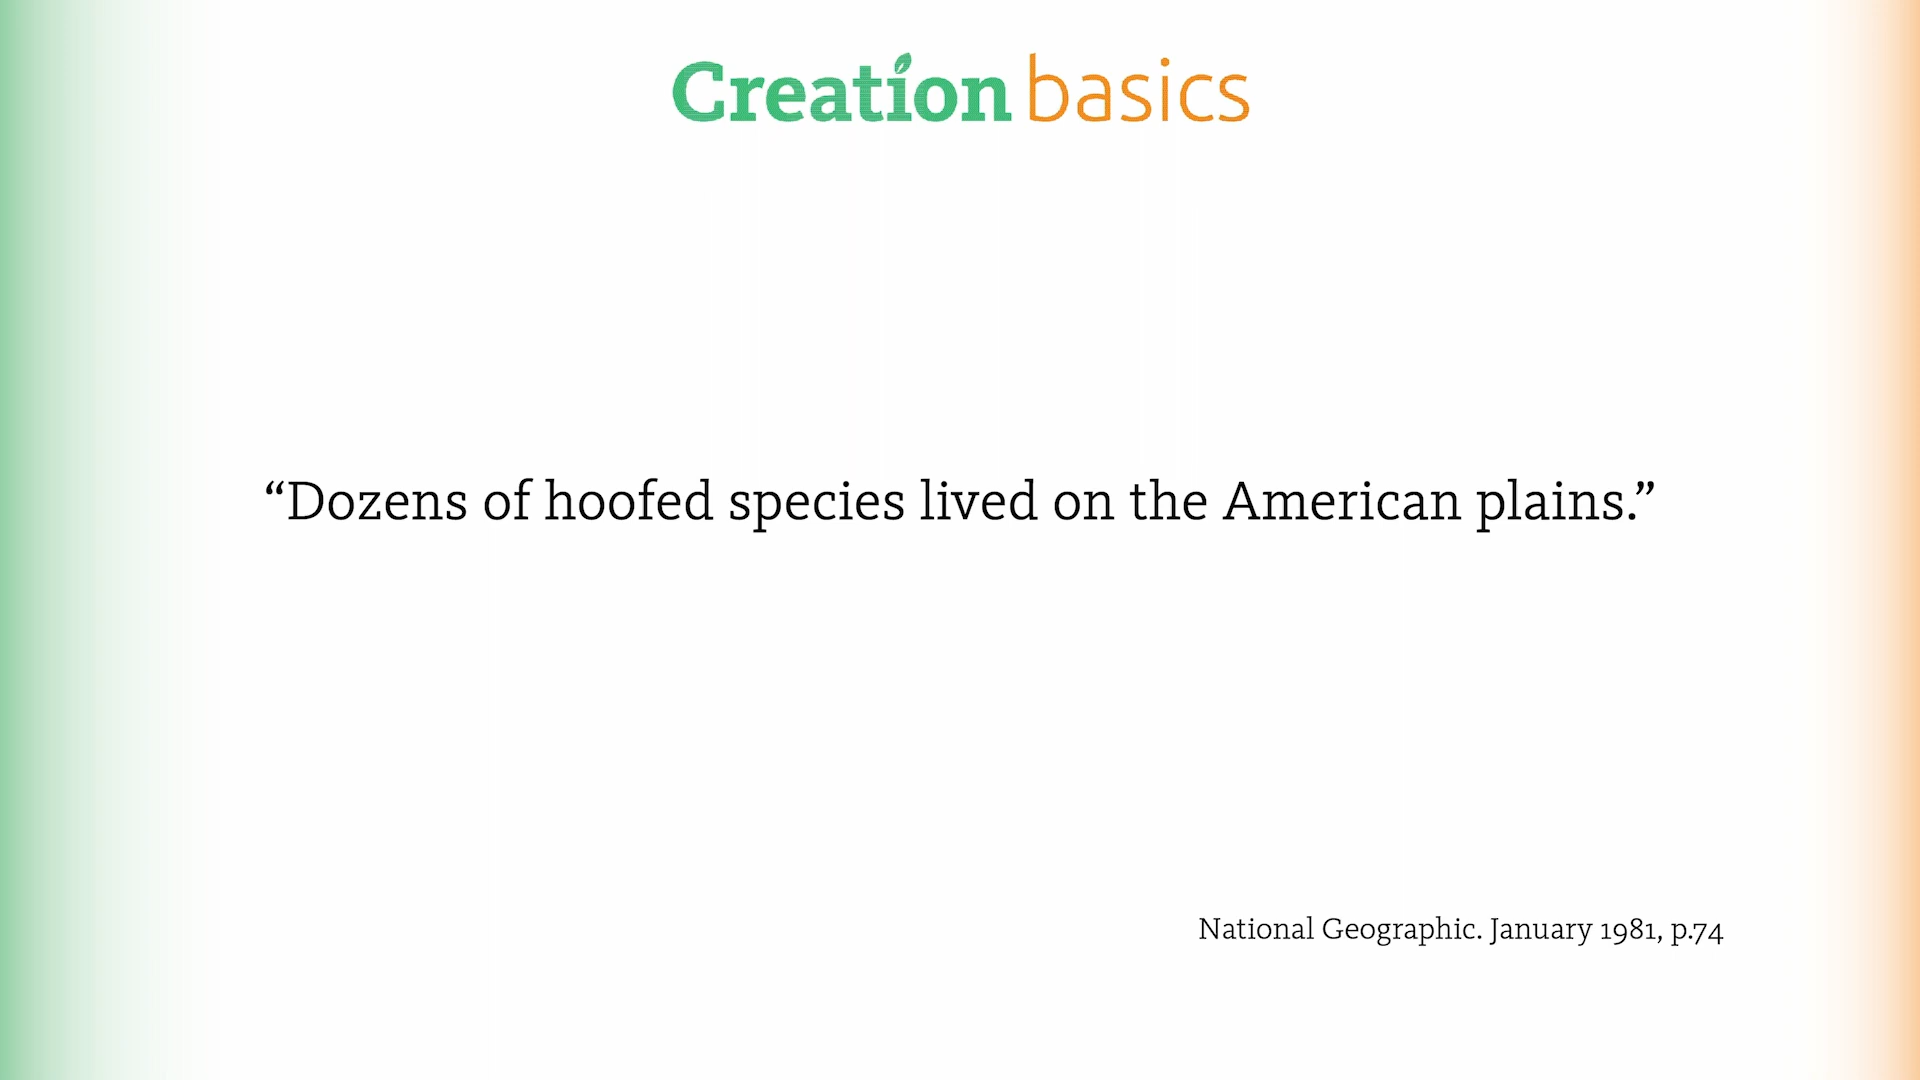 Creation basics
“Dozens of hoofed species lived on the American plains.”
National Geographic. January 1981, p.74